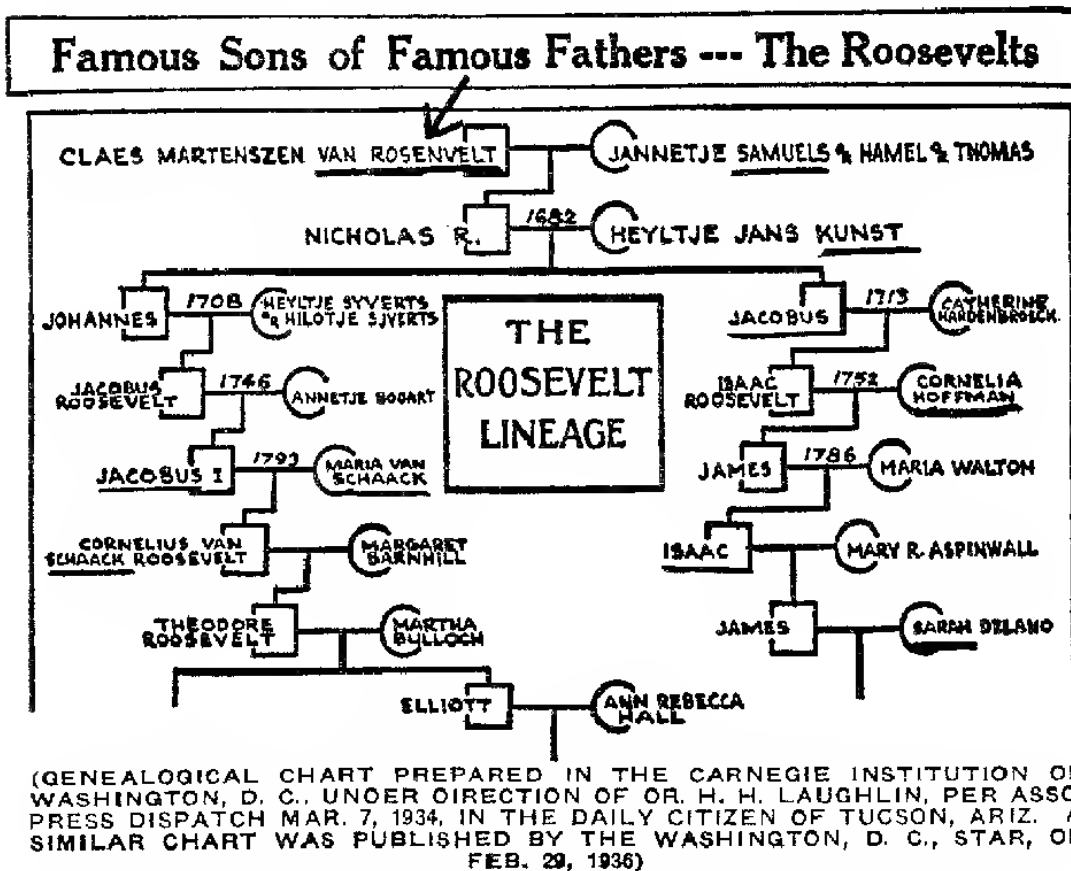 Famous Sons of Famous Fathers --- The Roosevelts
CLAES MARTENSZEN VAN ROSENVELT
JANNETJE SAMUELS OR HAMEL OR THOMAS
NICHOLAS R.,
1682
HEYLTJE JANS KUNST
JOHANNES
1708
HEYLTJE SYVERTS
OR HILOTJE SJVERTS
THE
ROOSEVELT
LINEAGE
JACOBUS
1713
CATHERINE
HARDENBROECK.
JACOBUS
ROOSEVELT
1746
ANNETJE BOGART
ISAAC
ROOSEVELT
1752
CORNELIA
HOFFMAN
JACOBUS I
1793
MARIA VAN
SCHAACK
JAMES
1786
MARIA WALTON
CORNELIUS VAN
SCHAACK ROOSEVELT
MARGARET
BARNHILL
ISAAC
MARY R. ASPINWALL
THEODORE
ROOSEVELT
MARTHA
BULLOCH
JAMES
SARAH DELANO
ELLIOTT
ANN REBECCA
HALL
(GENEALOGICAL CHART PREPARED IN THE CARNEGIE INSTITUTION
WASHINGTON, D. C., UNDER DIRECTION OF DR. H. H. LAUGHLIN, PER ASSO
PRESS DISPATCH MAR. 7, 1934, IN THE DAILY CITIZEN OF TUCSON, ARIZ. A
SIMILAR CHART WAS PUBLISHED BY THE WASHINGTON, D. C., STAR,
FEB. 29, 1936)